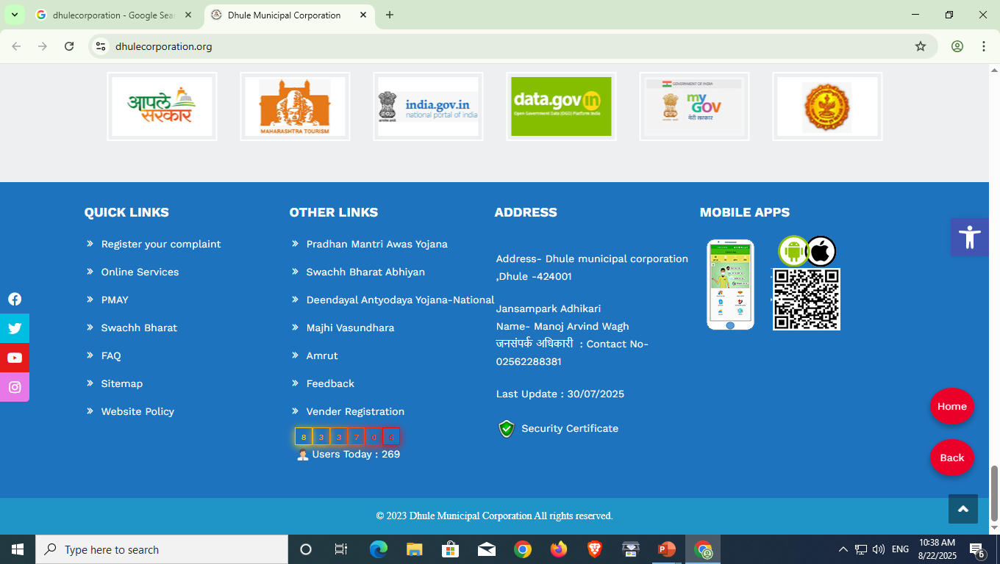 dhulecorporation - Google Sea
Dhule Municipal Corporation
dhulecorporation.org
आपले
सरकार
MAHARASHTRA TOURISM
india.gov.in
national portal of india
data.gov in
Open Government Data (OGD) Platform India
GOVERNMENT OF INDIA
my
GOV
मेरी सरकार
QUICK LINKS
Register your complaint
Online Services
PMAY
Swachh Bharat
FAQ
Sitemap
Website Policy
OTHER LINKS
Pradhan Mantri Awas Yojana
Swachh Bharat Abhiyan
Deendayal Antyodaya Yojana-National
Majhi Vasundhara
Amrut
Feedback
Vender Registration
8 3 3 7 0 6
Users Today : 269
ADDRESS
Address- Dhule municipal corporation
,Dhule -424001
Jansampark Adhikari
Name- Manoj Arvind Wagh
जनसंपर्क अधिकारी : Contact No-
02562288381
Last Update : 30/07/2025
Security Certificate
MOBILE APPS
Home
Back
© 2023 Dhule Municipal Corporation All rights reserved.
Type here to search
ENG
10:38 AM
8/22/2025
6